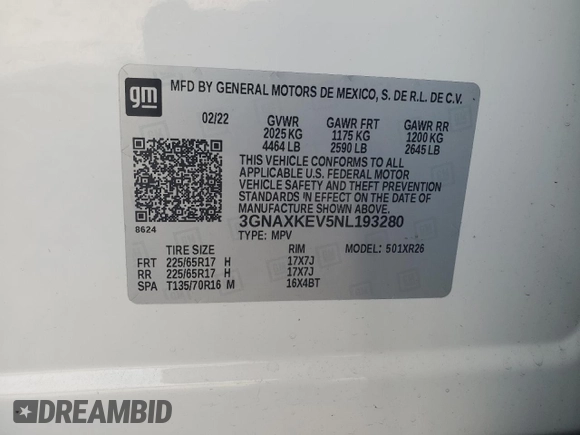 gm
MFD BY GENERAL MOTORS DE MEXICO, S. DE R.L. DE C.V.
02/22 GVWR GAWR FRT GAWR RR
2025 KG 1175 KG 1200 KG
4464 LB 2590 LB 2645 LB
THIS VEHICLE CONFORMS TO ALL
APPLICABLE U.S. FEDERAL MOTOR
VEHICLE SAFETY AND THEFT PREVENTION
STANDARDS IN EFFECT ON THE DATE OF
MANUFACTURE SHOWN ABOVE.
3GNAXKEV5NL193280
8624
TYPE: MPV
TIRE SIZE RIM MODEL: 501XR26
FRT 225/65R17 H 17X7J
RR 225/65R17 H 17X7J
SPA T135/70R16 M 16X4BT
DREAMBID